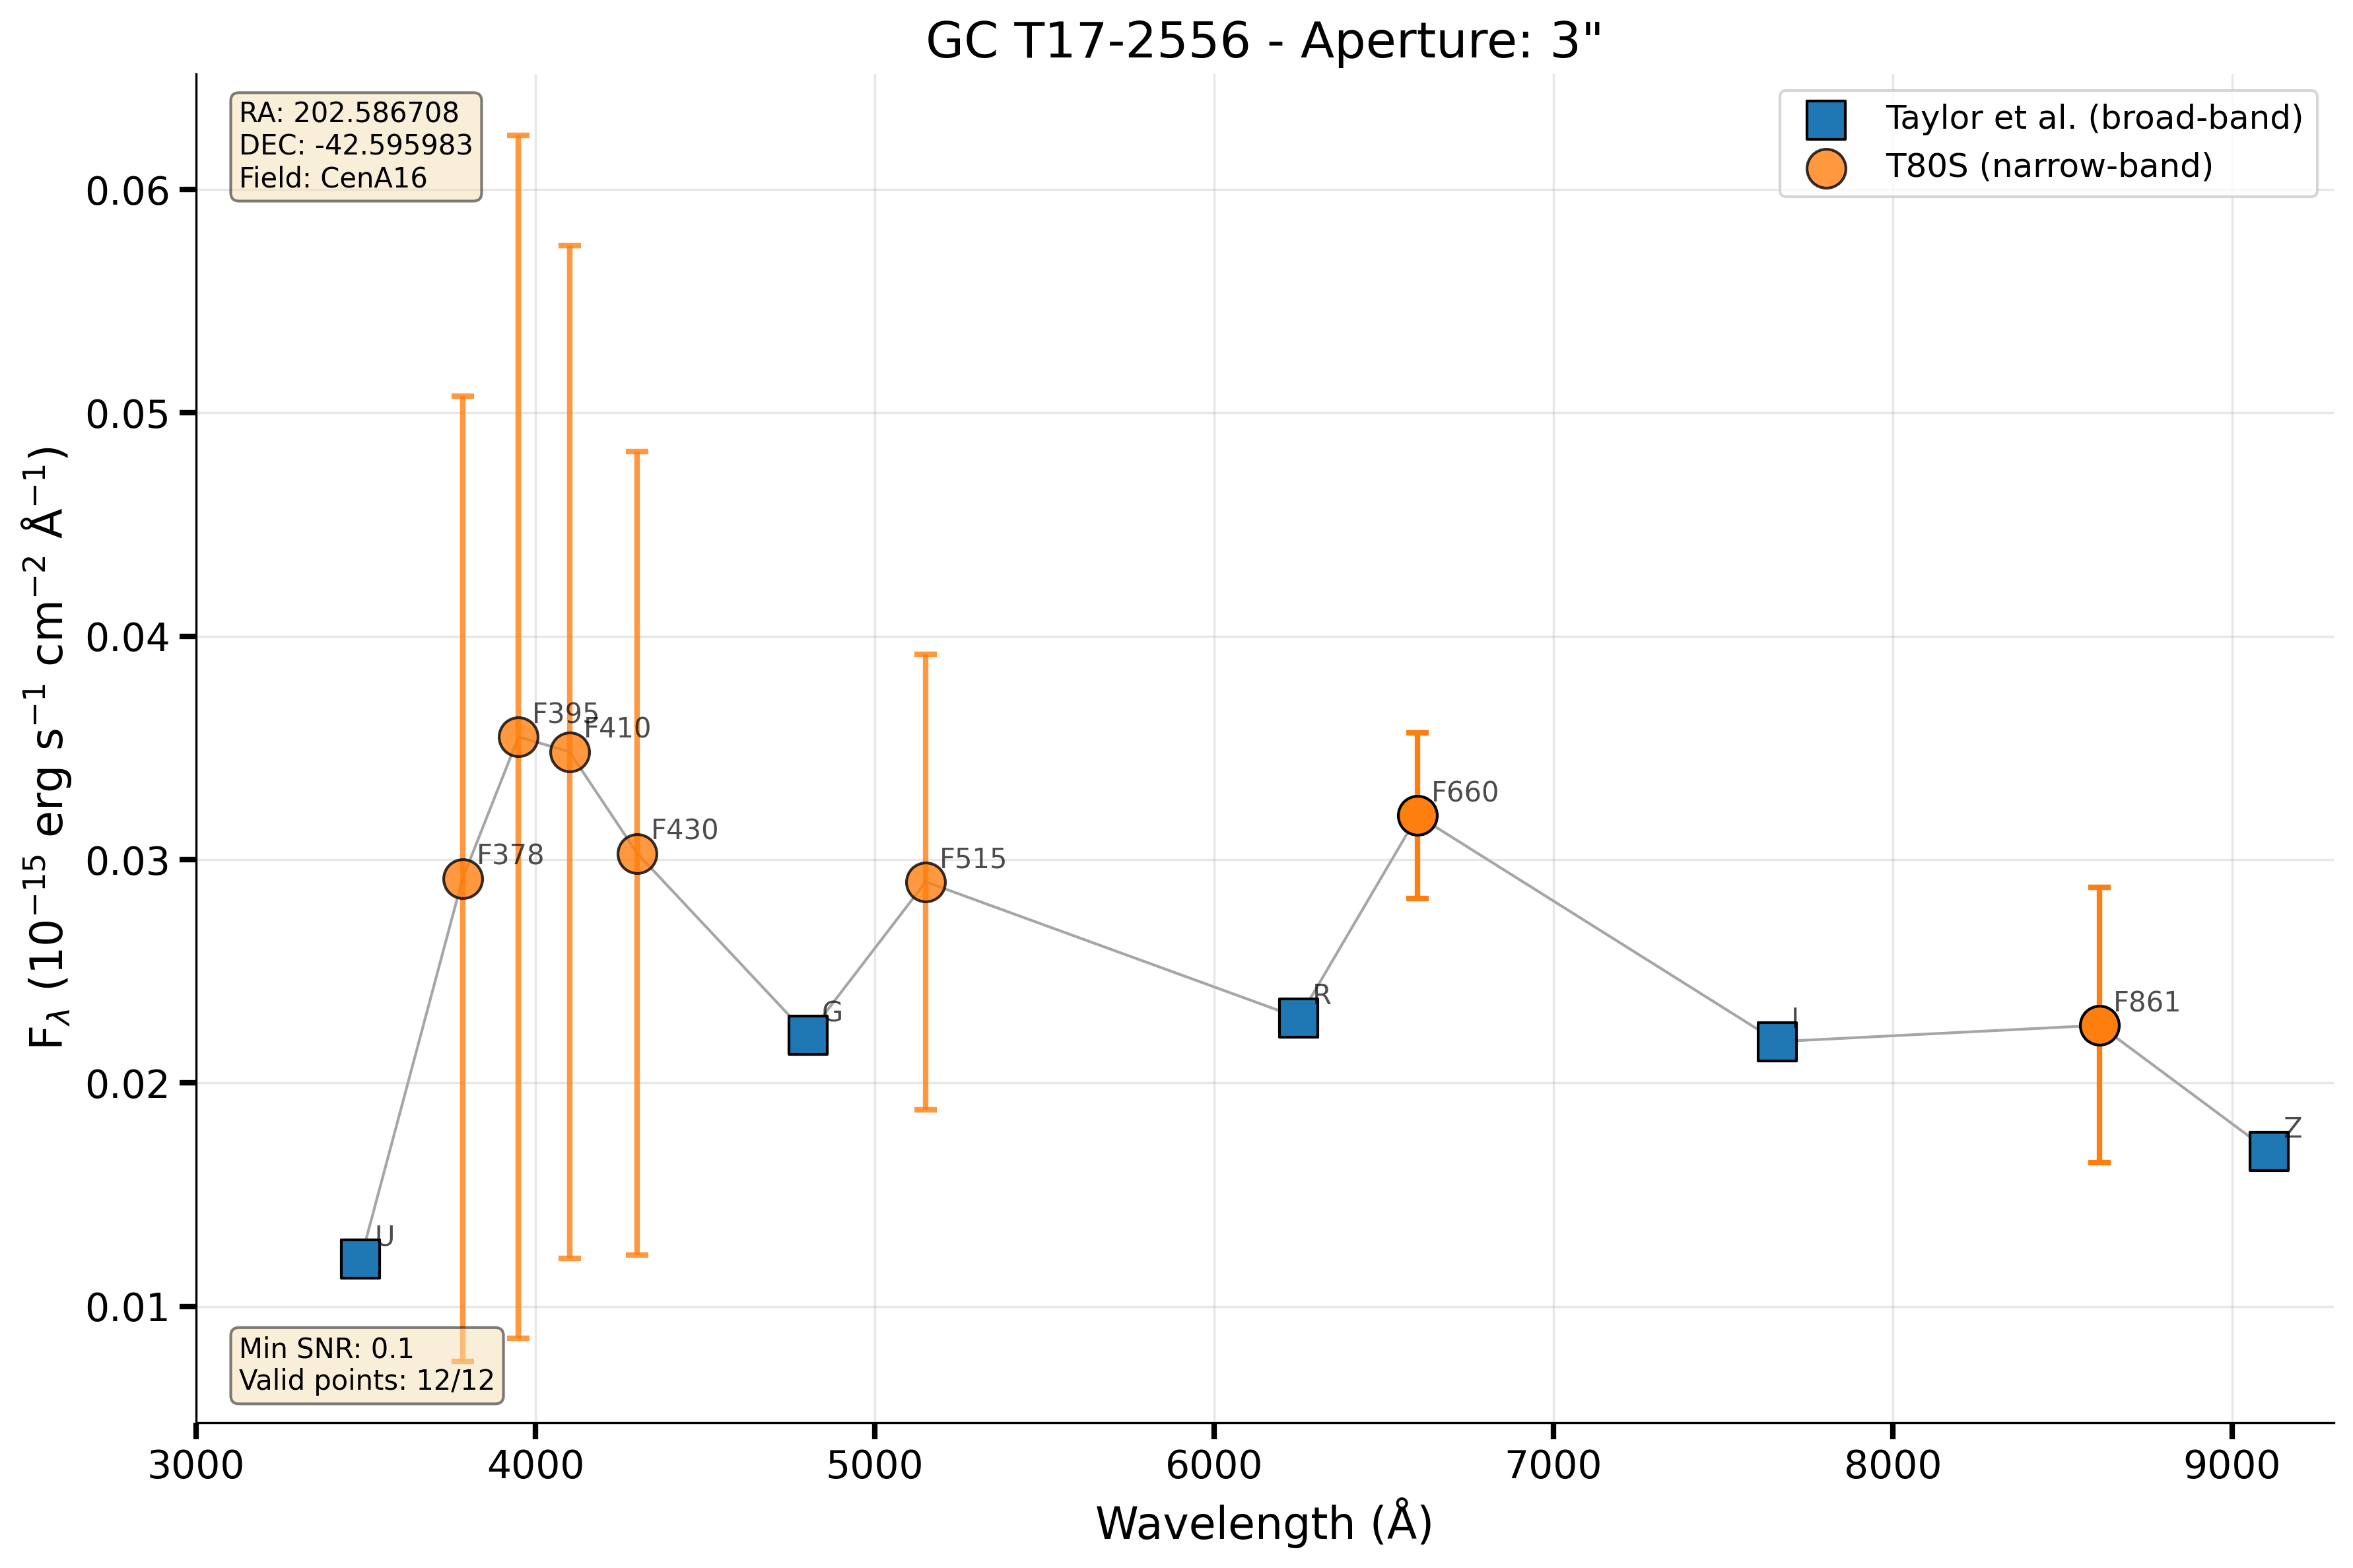 GC T17-2556 - Aperture: 3"
RA: 202.586708
DEC: -42.595983
Field: CenA16
Taylor et al. (broad-band)
T80S (narrow-band)
0.06
0.05
0.04
0.03
0.02
0.01
F_λ (10⁻¹⁵ erg s⁻¹ cm⁻² Å⁻¹)
U
F378
F395
F410
F430
G
F515
R
F660
I
F861
Z
Min SNR: 0.1
Valid points: 12/12
3000 4000 5000 6000 7000 8000 9000
Wavelength (Å)